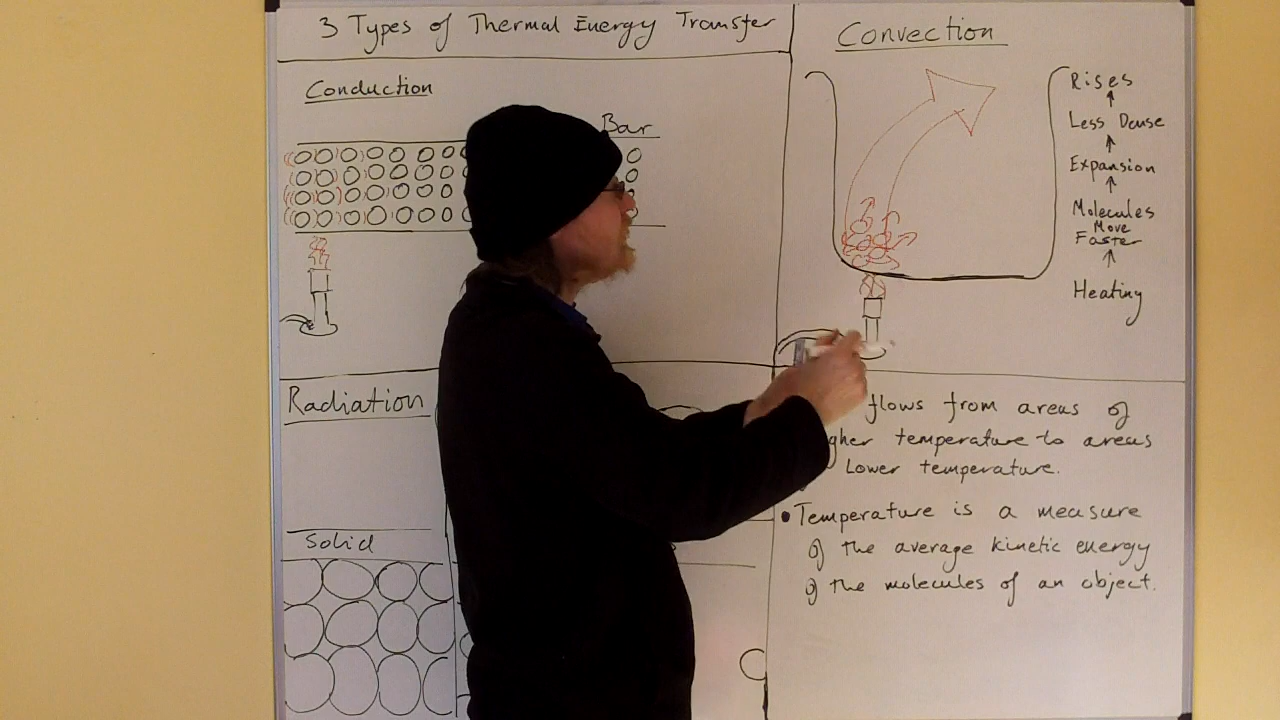 3 Types of Thermal Energy Transfer
Conduction
Bar
Radiation
Solid
Convection
Rises
Less Dense
Expansion
Molecules
Move
Faster
Heating
flows from areas of
gher temperature to areas
Lower temperature.
• Temperature is a measure
of the average kinetic energy
of the molecules of an object.